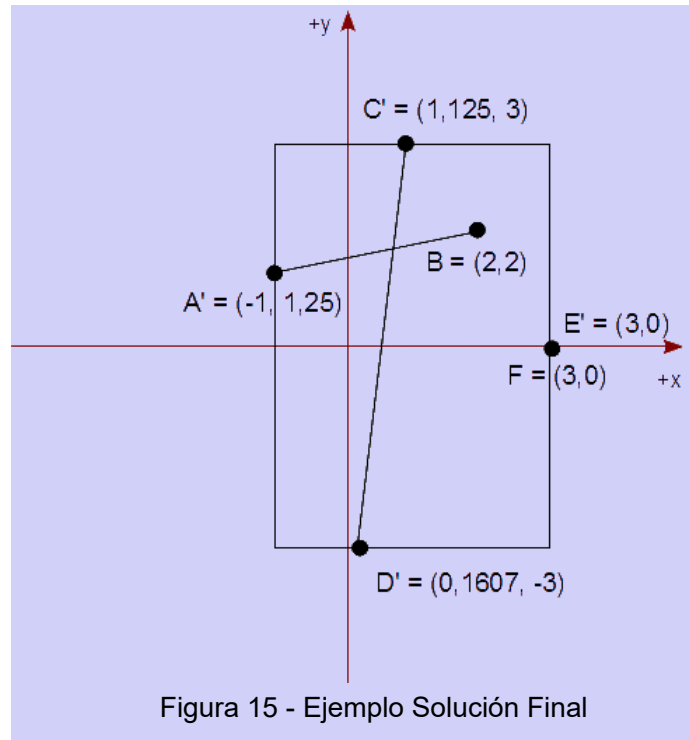 +y
C' = (1,125, 3)
B = (2,2)
A' = (-1, 1,25)
E' = (3,0)
F = (3,0)
+x
D' = (0,1607, -3)
Figura 15 - Ejemplo Solución Final